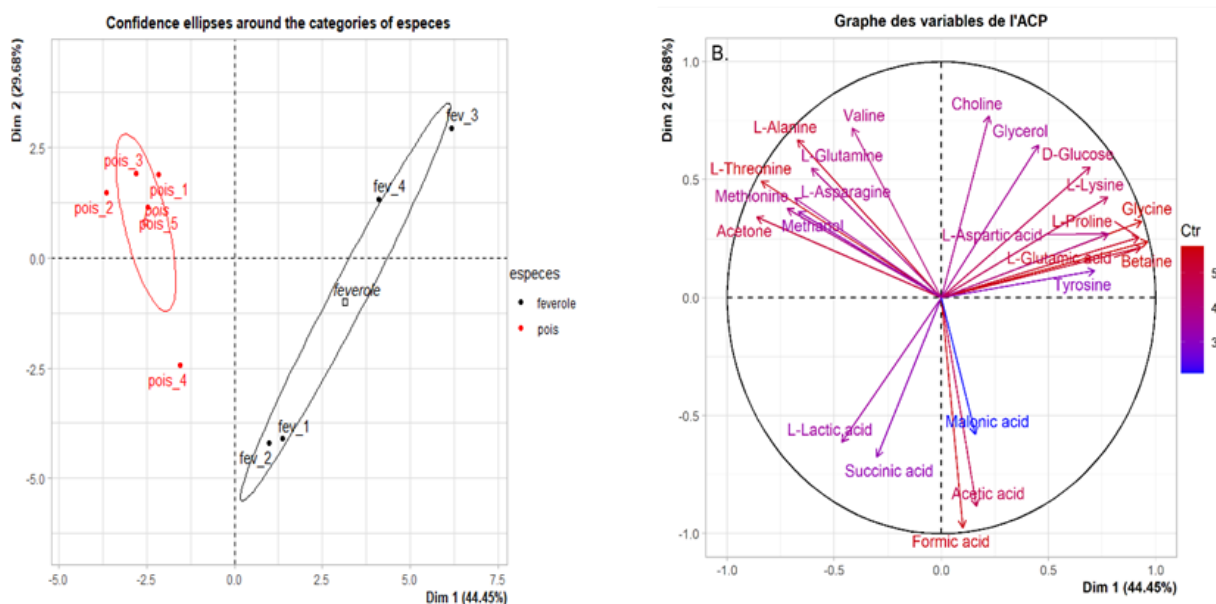 Confidence ellipses around the categories of especes
Dim 2 (29.68%)
2.5
0.0
-2.5
-5.0
-5.0
-2.5
0.0
2.5
5.0
7.5
Dim 1 (44.45%)
pois_3
pois_1
pois_2
pois
pois_5
pois_4
fev_3
fev_4
feverole
fev_1
fev_2
especes
feverole
pois
Graphe des variables de l'ACP
B.
Dim 2 (29.68%)
1.0
0.5
0.0
-0.5
-1.0
-1.0
-0.5
0.0
0.5
1.0
Dim 1 (44.45%)
Choline
Valine
L-Alanine
Glycerol
L-Glutamine
D-Glucose
L-Threonine
L-Lysine
Methionine
L-Asparagine
Glycine
L-Proline
Acetone
Methanol
L-Aspartic acid
L-Glutamic acid
Betaine
Tyrosine
Malonic acid
L-Lactic acid
Succinic acid
Acetic acid
Formic acid
Ctr
5
4
3